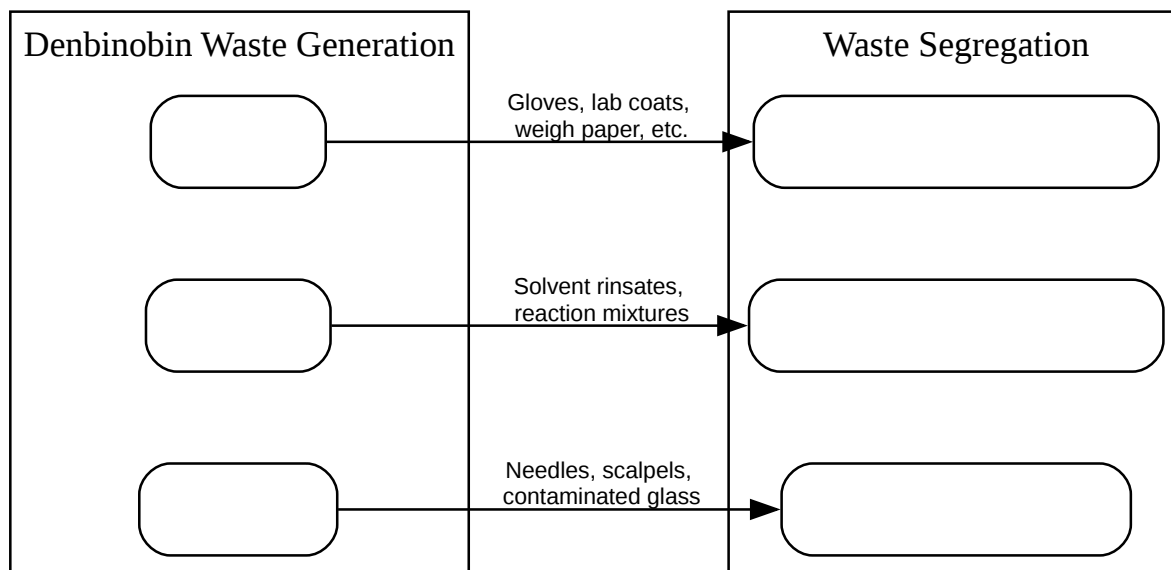 Denbinobin Waste Generation
Waste Segregation
Gloves, lab coats,
weigh paper, etc.
Solvent rinsates,
reaction mixtures
Needles, scalpels,
contaminated glass